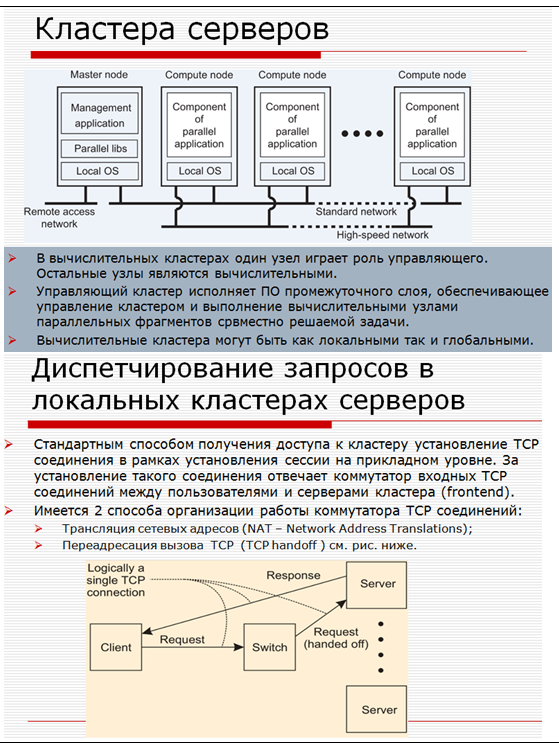 Кластера серверов
Master node
Compute node
Compute node
Compute node
Management
application
Parallel libs
Local OS
Component
of
parallel
application
Local OS
Component
of
parallel
application
Local OS
Component
of
parallel
application
Local OS
Remote access
network
Standard network
High-speed network
В вычислительных кластерах один узел играет роль управляющего.
Остальные узлы являются вычислительными.
Управляющий кластер исполняет ПО промежуточного слоя, обеспечивающее
управление кластером и выполнение вычислительными узлами
параллельных фрагментов срвместно решаемой задачи.
Вычислительные кластера могут быть как локальными так и глобальными.
Диспетчирование запросов в
локальных кластерах серверов
Стандартным способом получения доступа к кластеру установление TCP
соединения в рамках установления сессии на прикладном уровне. За
установление такого соединения отвечает коммутатор входных TCP
соединений между пользователями и серверами кластера (frontend).
Имеется 2 способа организации работы коммутатора TCP соединений:
Трансляция сетевых адресов (NAT – Network Address Translations);
Переадресация вызова TCP (TCP handoff ) см. рис. ниже.
Logically a
single TCP
connection
Response
Server
Client
Request
Switch
Request
(handed off)
Server